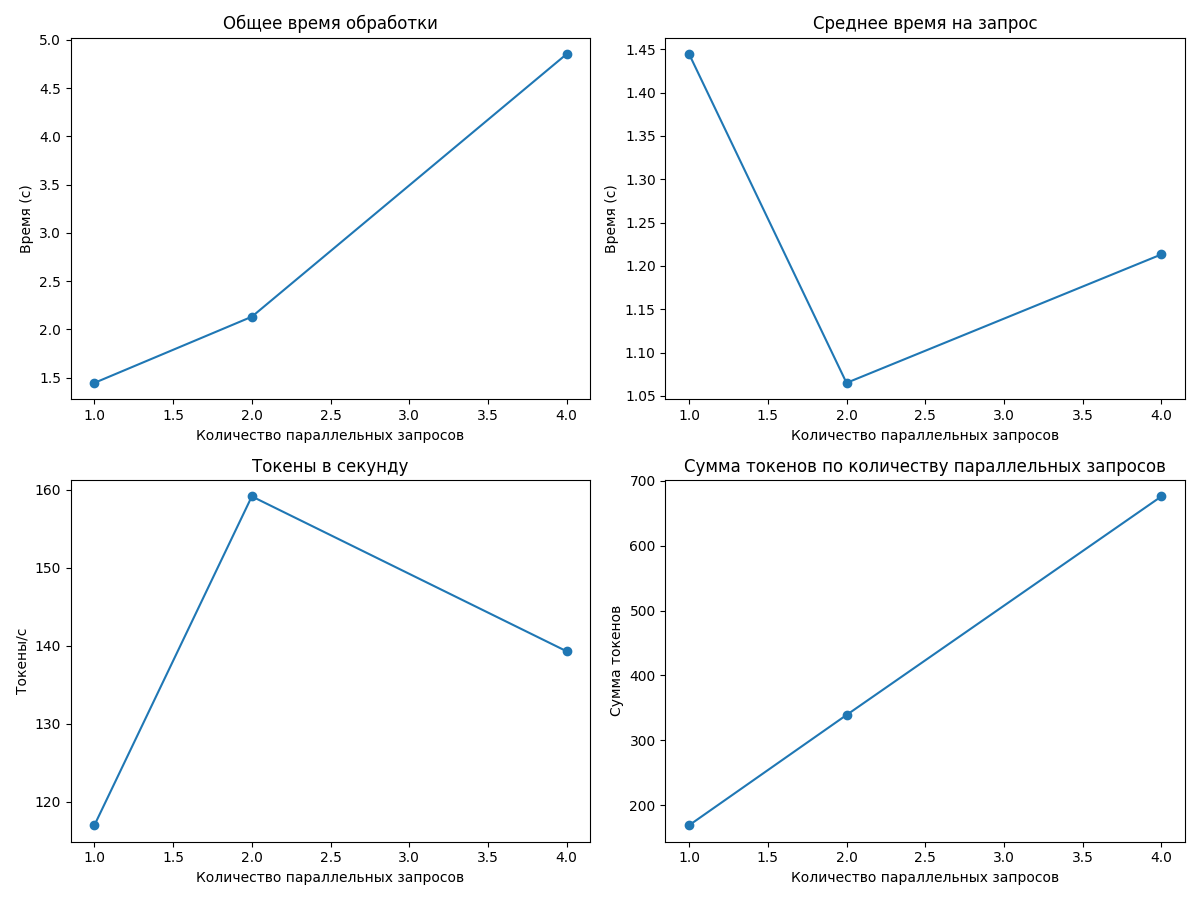 Общее время обработки
5.0
4.5
4.0
3.5
3.0
2.5
2.0
1.5
Время (с)
1.0 1.5 2.0 2.5 3.0 3.5 4.0
Количество параллельных запросов
Среднее время на запрос
1.45
1.40
1.35
1.30
1.25
1.20
1.15
1.10
1.05
Время (с)
1.0 1.5 2.0 2.5 3.0 3.5 4.0
Количество параллельных запросов
Токены в секунду
160
150
140
130
120
Токены/с
1.0 1.5 2.0 2.5 3.0 3.5 4.0
Количество параллельных запросов
Сумма токенов по количеству параллельных запросов
700
600
500
400
300
200
Сумма токенов
1.0 1.5 2.0 2.5 3.0 3.5 4.0
Количество параллельных запросов